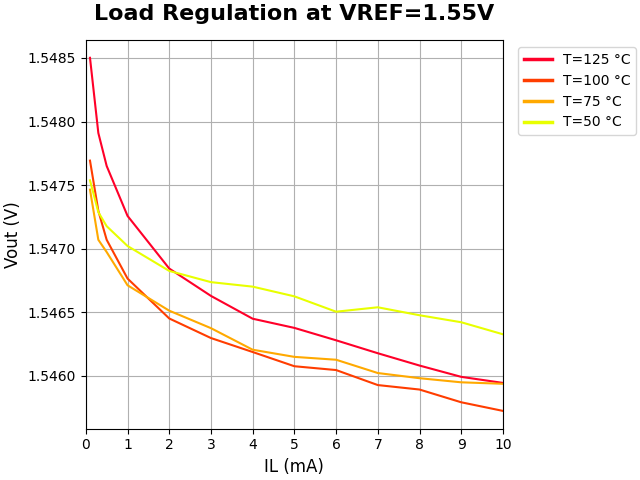 Load Regulation at VREF=1.55V
T=125 °C
T=100 °C
T=75 °C
T=50 °C
Vout (V)
1.5485
1.5480
1.5475
1.5470
1.5465
1.5460
0 1 2 3 4 5 6 7 8 9 10
IL (mA)